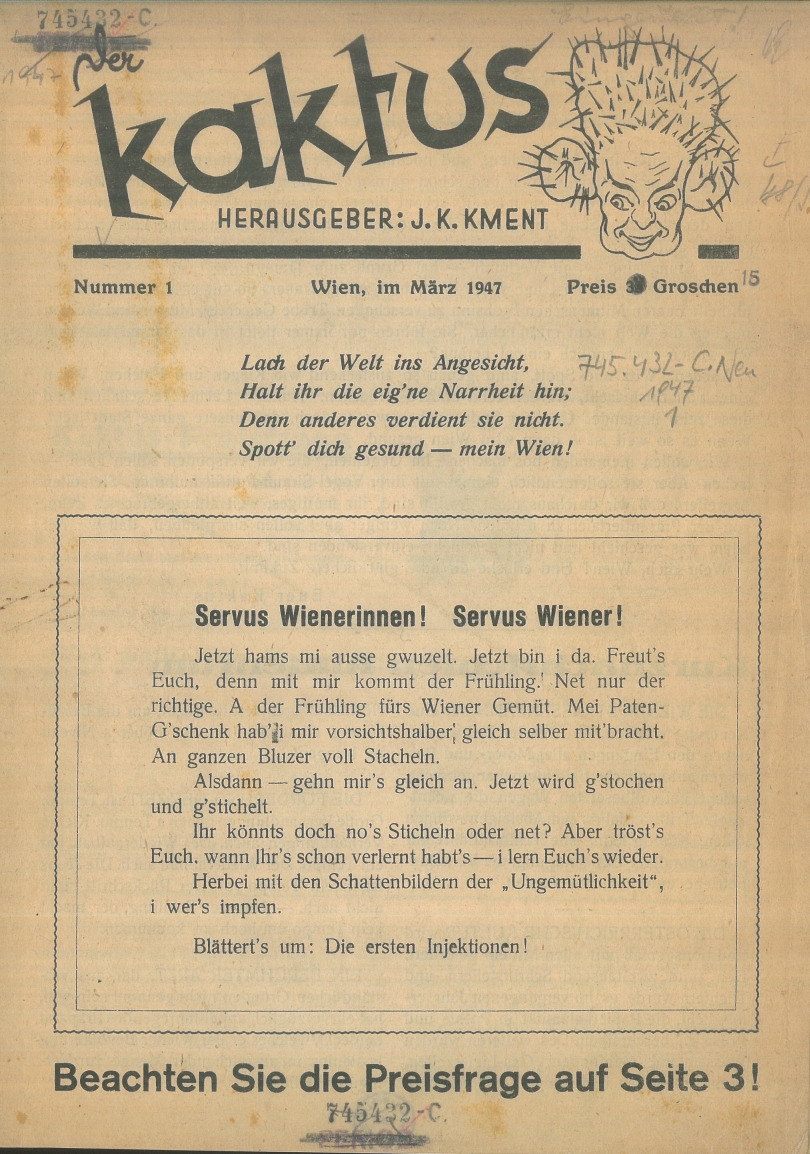 745432-C.
1947
Der
kaktus
HERAUSGEBER: J. K. KMENT
Nummer 1 Wien, im März 1947 Preis Groschen 15
Lach der Welt ins Angesicht,
Halt ihr die eig'ne Narrheit hin;
Denn anderes verdient sie nicht.
Spott' dich gesund — mein Wien!
745.432-C. Neu
1947
1
Servus Wienerinnen! Servus Wiener!
Jetzt hams mi ausse gwuzelt. Jetzt bin i da. Freut's
Euch, denn mit mir kommt der Frühling. Net nur der
richtige. A der Frühling fürs Wiener Gemüt. Mei Paten-
G'schenk hab' i mir vorsichtshalber gleich selber mit'bracht.
An ganzen Bluzer voll Stacheln.
Alsdann — gehn mir's gleich an. Jetzt wird g'stochen
und g'stichelt.
Ihr könnts doch no's Sticheln oder net? Aber tröst's
Euch, wann Ihr's schon verlernt habt's — i lern Euch's wieder.
Herbei mit den Schattenbildern der „Ungemütlichkeit“,
i wer's impfen.
Blättert's um: Die ersten Injektionen!
Beachten Sie die Preisfrage auf Seite 3!
745432-C.